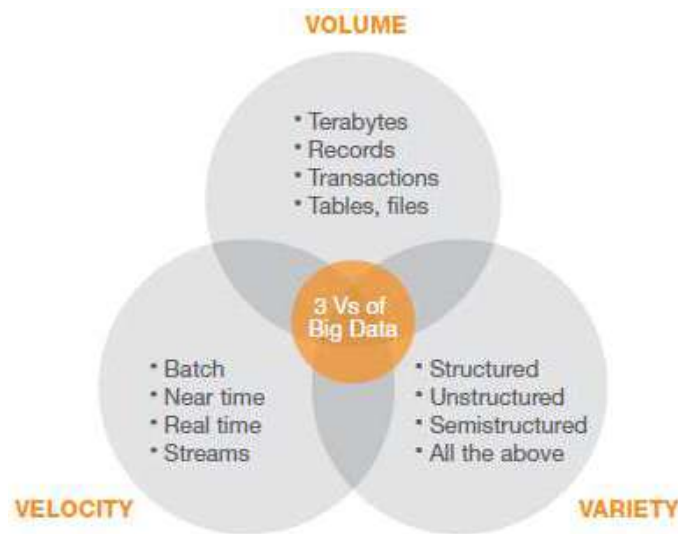 VOLUME
• Terabytes
• Records
• Transactions
• Tables, files
3 Vs of
Big Data
• Batch
• Near time
• Real time
• Streams
• Structured
• Unstructured
• Semistructured
• All the above
VELOCITY
VARIETY